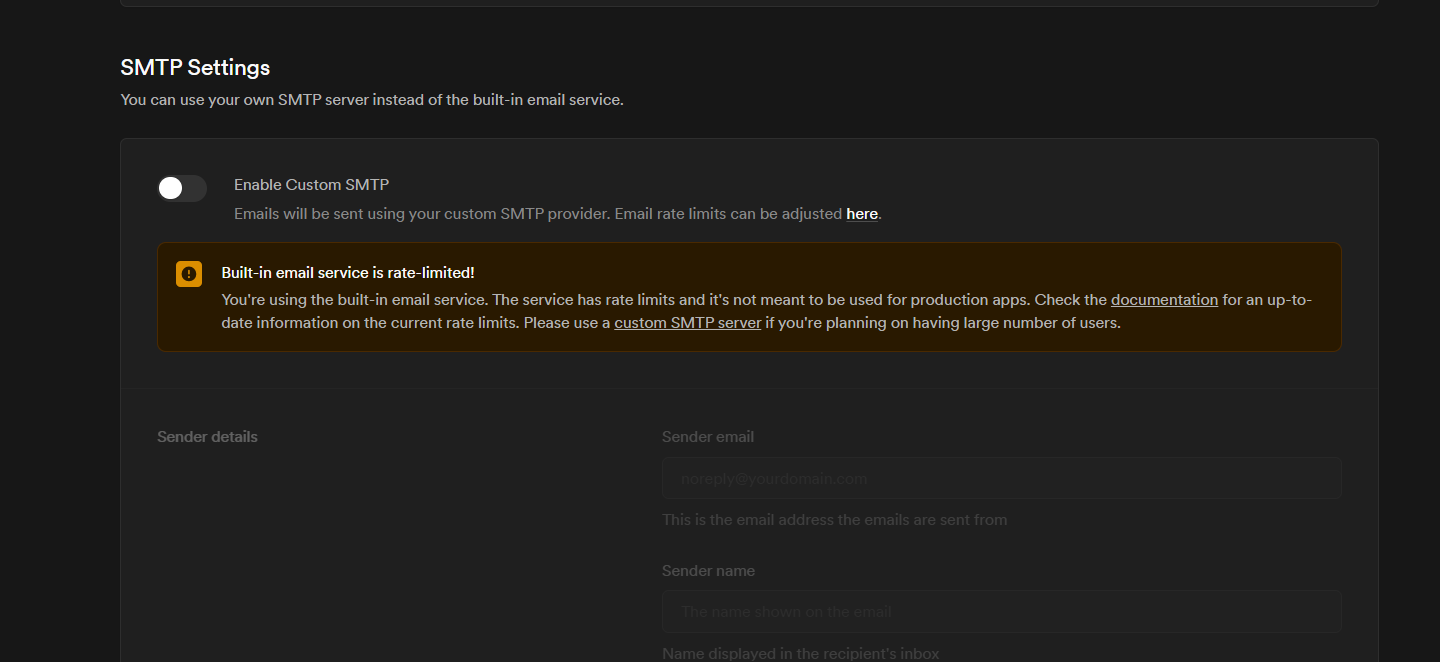 SMTP Settings
You can use your own SMTP server instead of the built-in email service.
Enable Custom SMTP
Emails will be sent using your custom SMTP provider. Email rate limits can be adjusted here.
Built-in email service is rate-limited!
You're using the built-in email service. The service has rate limits and it's not meant to be used for production apps. Check the documentation for an up-to-
date information on the current rate limits. Please use a custom SMTP server if you're planning on having large number of users.
Sender details
Sender email
noreply@yourdomain.com
This is the email address the emails are sent from
Sender name
The name shown on the email
Name displayed in the recipient's inbox